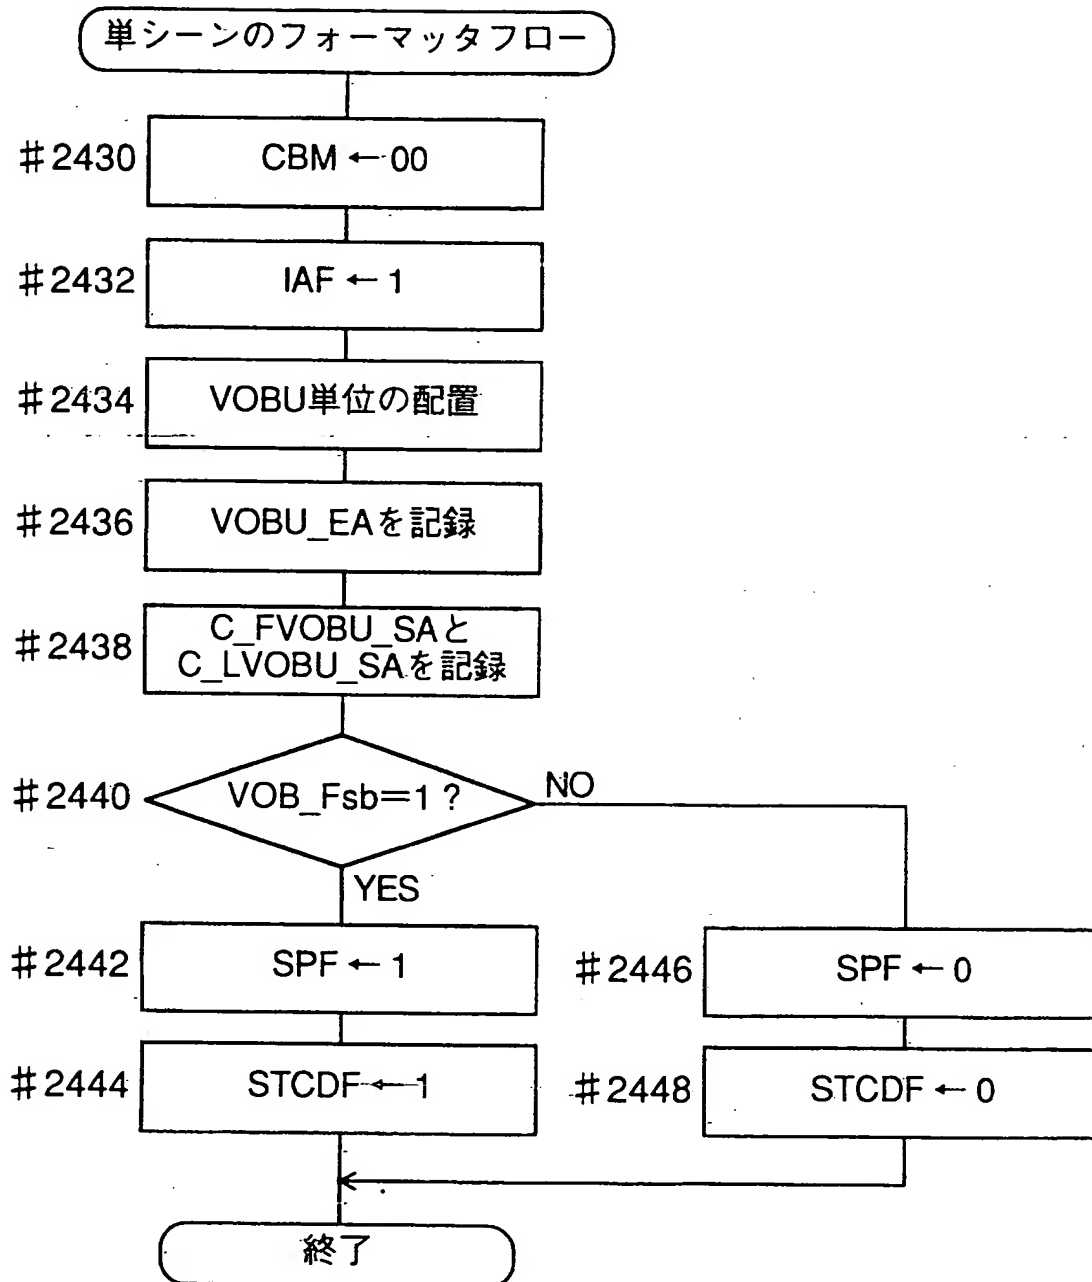 単シーンのフォーマッタフロー
#2430
CBM←00
#2432
IAF←1
#2434
VOBU単位の配置
#2436
VOBU_EAを記録
#2438
C_FVOBU_SAと
C_LVOBU_SAを記録
#2440
VOB_Fsb=1?
NO
YES
#2442
SPF←1
#2446
SPF←0
#2444
STCDF←1
#2448
STCDF←0
終了